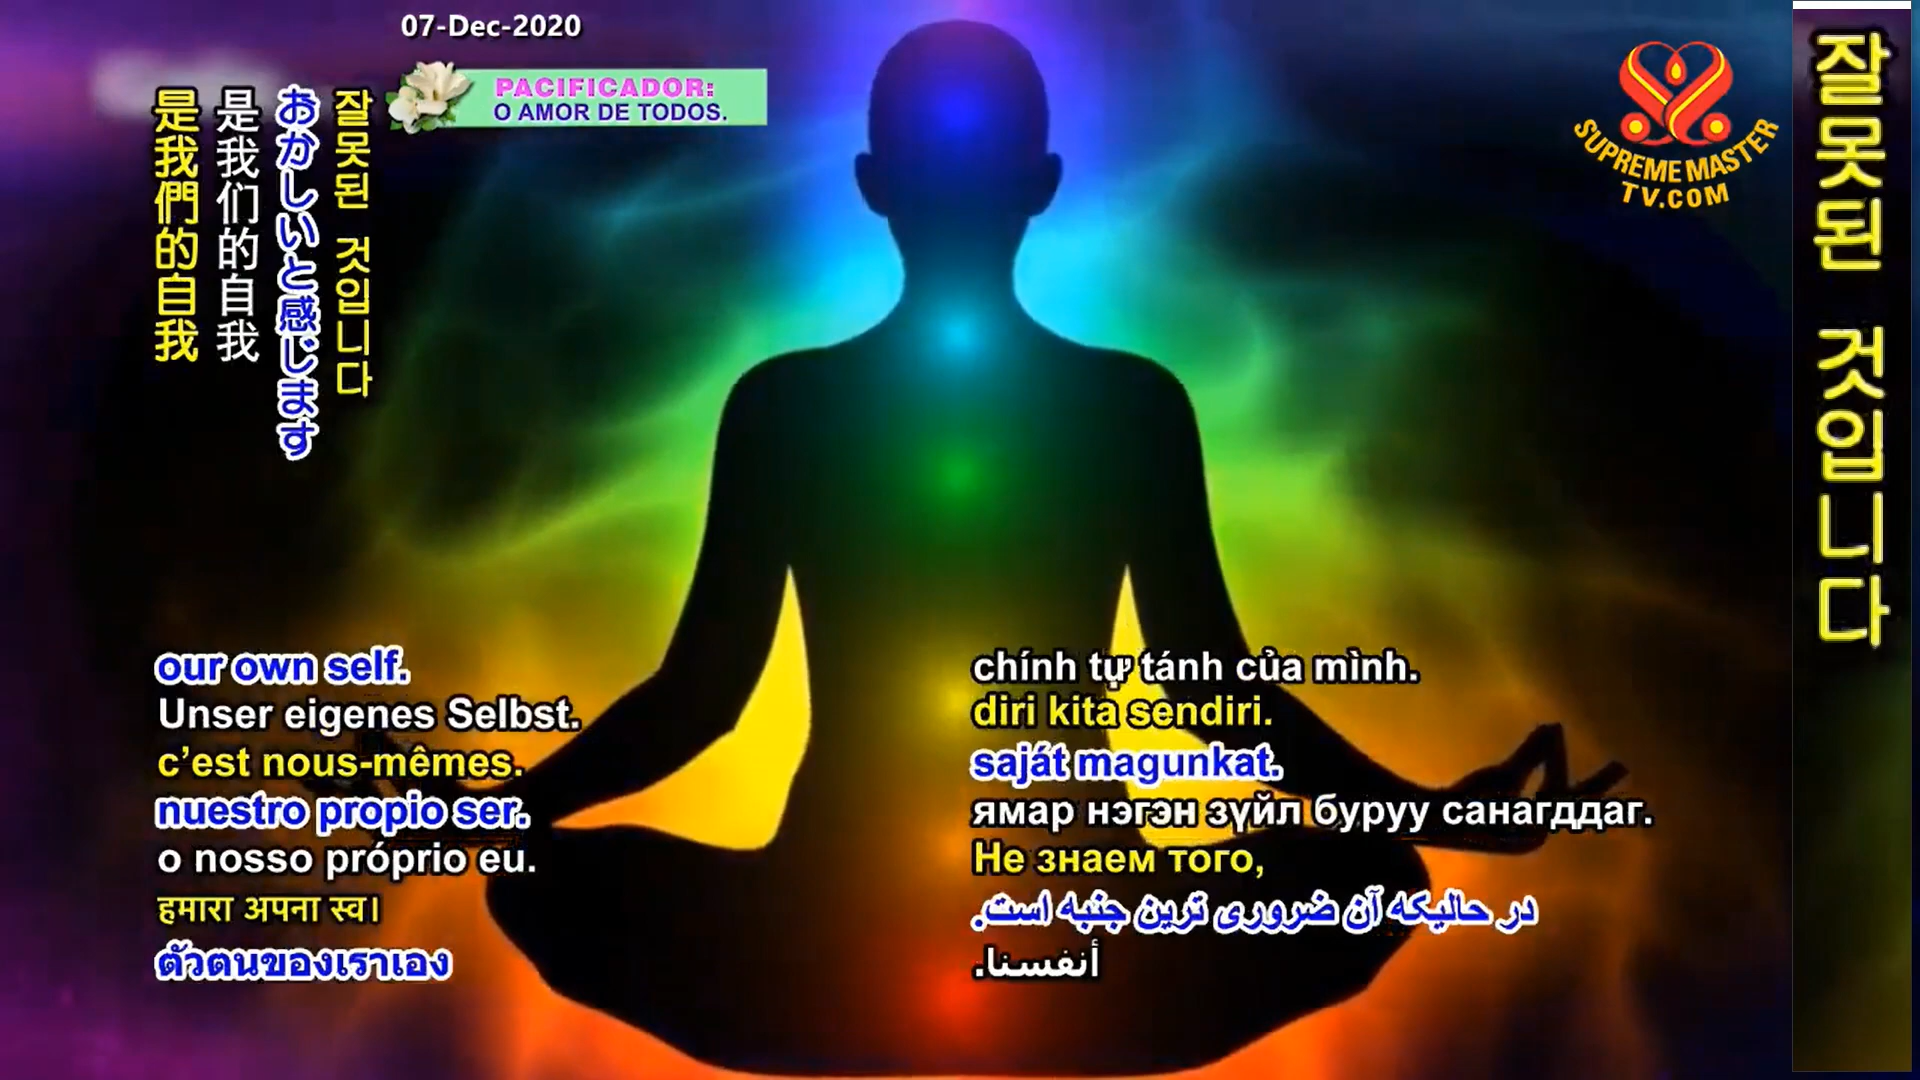 07-Dec-2020
PACIFICADOR:
O AMOR DE TODOS.
SUPREME MASTER
TV.COM
잘못된 것입니다
잘못된 것입니다
おかしいと感じます
是我们的自我
是我們的自我
our own self.
Unser eigenes Selbst.
c’est nous-mêmes.
nuestro propio ser.
o nosso próprio eu.
हमारा अपना स्व।
ตัวตนของเราเอง
chính tự tánh của mình.
diri kita sendiri.
saját magunkat.
ямар нэгэн зүйл буруу санагддаг.
Не знаем того,
در حالیکه آن ضروری ترین جنبه است.
أنفسنا.